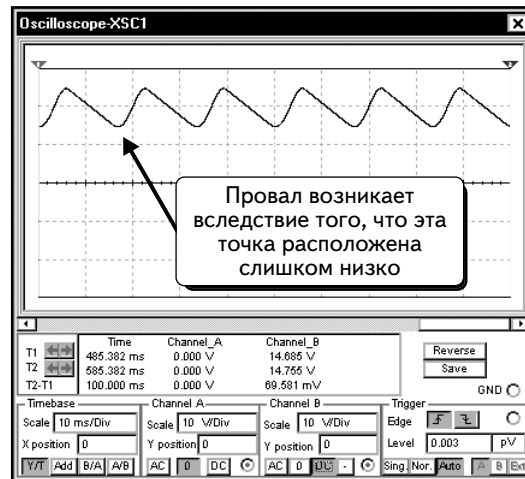 Oscilloscope-XSC1
Провал возникает
вследствие того, что эта
точка расположена
слишком низко
Time Channel_A Channel_B
T1 485.382 ms 0.000 V 14.685 V
T2 585.382 ms 0.000 V 14.755 V
T2-T1 100.000 ms 0.000 V 69.581 mV
Reverse
Save
GND
Timebase
Scale 10 ms/Div
X position 0
Y/T Add B/A A/B
Channel A
Scale 10 V/Div
Y position 0
AC 0 DC
Channel B
Scale 10 V/Div
Y position 0
AC 0 DC -
Trigger
Edge
Level 0.003 pV
Sing. Nor. Auto A B Ext